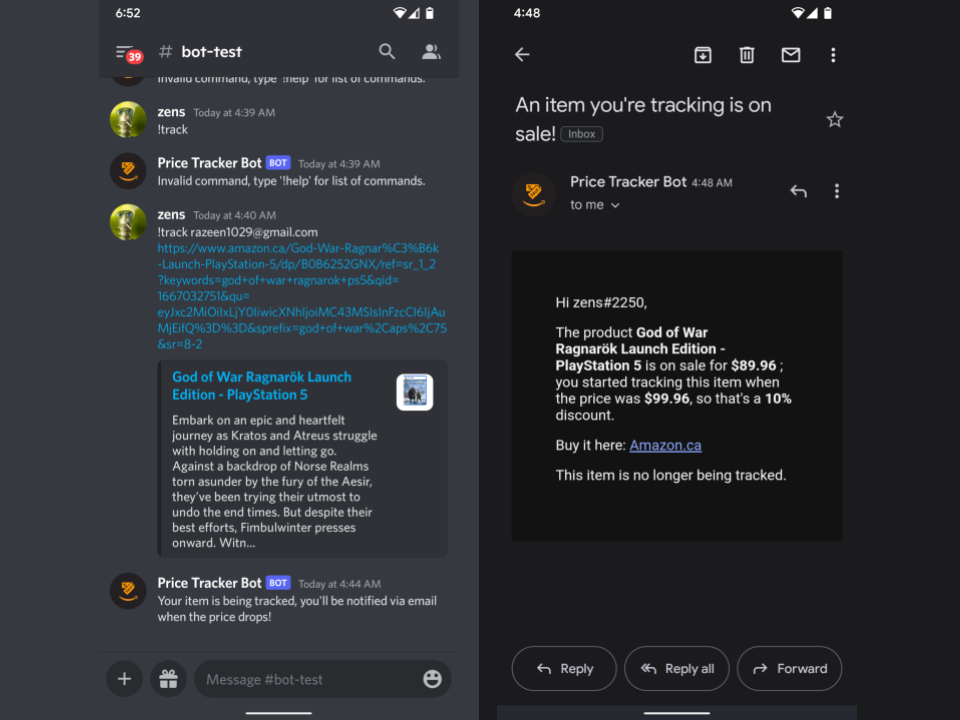 6:52
39
# bot-test
Invalid command, type '!help' for list of commands.
zens Today at 4:39 AM
!track
Price Tracker Bot BOT Today at 4:39 AM
Invalid command, type '!help' for list of commands.
zens Today at 4:40 AM
!track razeen1029@gmail.com
https://www.amazon.ca/God-War-Ragnar%C3%B6k
-Launch-PlayStation-5/dp/B0B6252GNX/ref=sr_1_2
?keywords=god+of+war+ragnarok+ps5&qid=
1667032751&qu=
eyJxc2MiOiIxLjY0IiwicXNhIjoiMC43MSIsInFzcCI6IjAu
MjEifQ%3D%3D&sprefix=god+of+war%2Caps%2C75
&sr=8-2
God of War Ragnarök Launch
Edition - PlayStation 5
Embark on an epic and heartfelt
journey as Kratos and Atreus struggle
with holding on and letting go.
Against a backdrop of Norse Realms
torn asunder by the fury of the Aesir,
they've been trying their utmost to
undo the end times. But despite their
best efforts, Fimbulwinter presses
onward. Witn...
Price Tracker Bot BOT Today at 4:44 AM
Your item is being tracked, you'll be notified via email
when the price drops!
Message #bot-test
4:48
An item you're tracking is on
sale! Inbox
Price Tracker Bot 4:48 AM
to me
Hi zens#2250,
The product God of War
Ragnarök Launch Edition -
PlayStation 5 is on sale for $89.96 ;
you started tracking this item when
the price was $99.96, so that's a 10%
discount.
Buy it here: Amazon.ca
This item is no longer being tracked.
Reply
Reply all
Forward